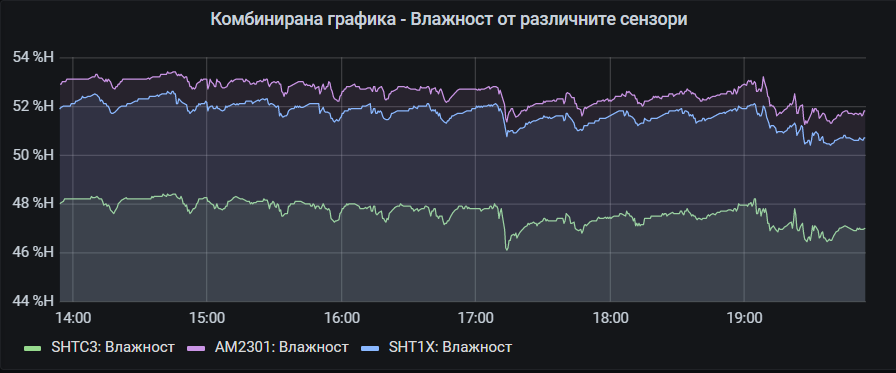 Комбинирана графика - Влажност от различните сензори
54 %H
52 %H
50 %H
48 %H
46 %H
44 %H
14:00 15:00 16:00 17:00 18:00 19:00
SHTC3: Влажност AM2301: Влажност SHT1X: Влажност